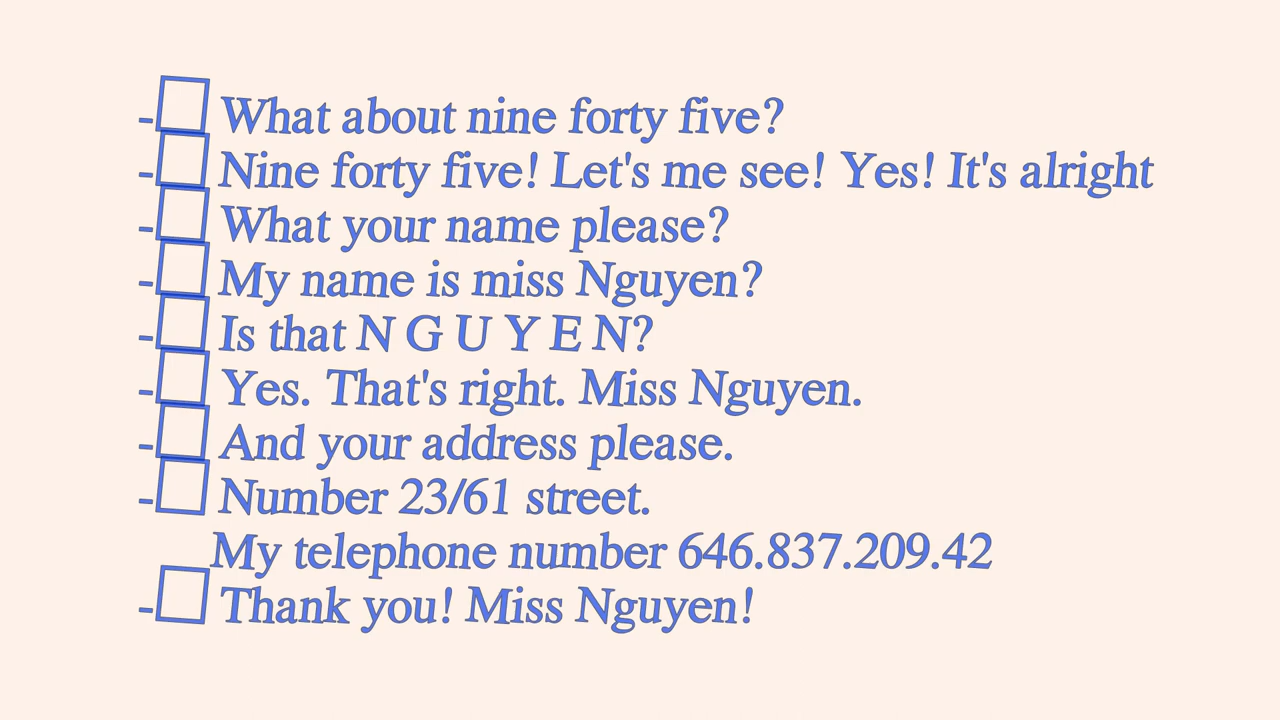 -□ What about nine forty five?
-□ Nine forty five! Let's me see! Yes! It's alright
-□ What your name please?
-□ My name is miss Nguyen?
-□ Is that N G U Y E N?
-□ Yes. That's right. Miss Nguyen.
-□ And your address please.
-□ Number 23/61 street.
My telephone number 646.837.209.42
-□ Thank you! Miss Nguyen!